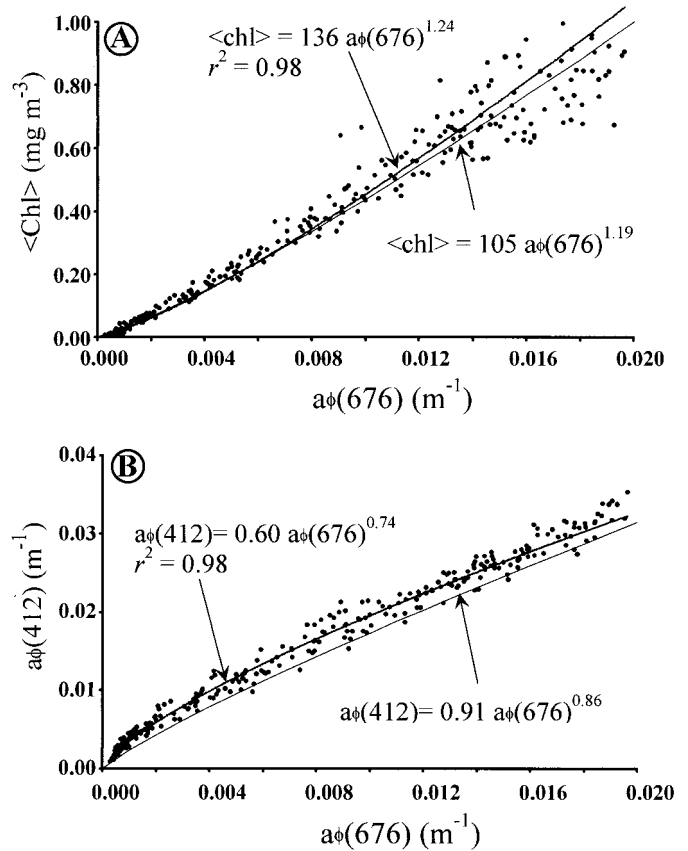 A
<chl> = 136 aϕ(676)^1.24
r² = 0.98
<chl> = 105 aϕ(676)^1.19
1.00
0.80
0.60
0.40
0.20
0.00
<Chl> (mg m⁻³)
0.000 0.004 0.008 0.012 0.016 0.020
aϕ(676) (m⁻¹)
B
aϕ(412)= 0.60 aϕ(676)^0.74
r² = 0.98
aϕ(412)= 0.91 aϕ(676)^0.86
0.04
0.03
0.02
0.01
0.00
aϕ(412) (m⁻¹)
0.000 0.004 0.008 0.012 0.016 0.020
aϕ(676) (m⁻¹)